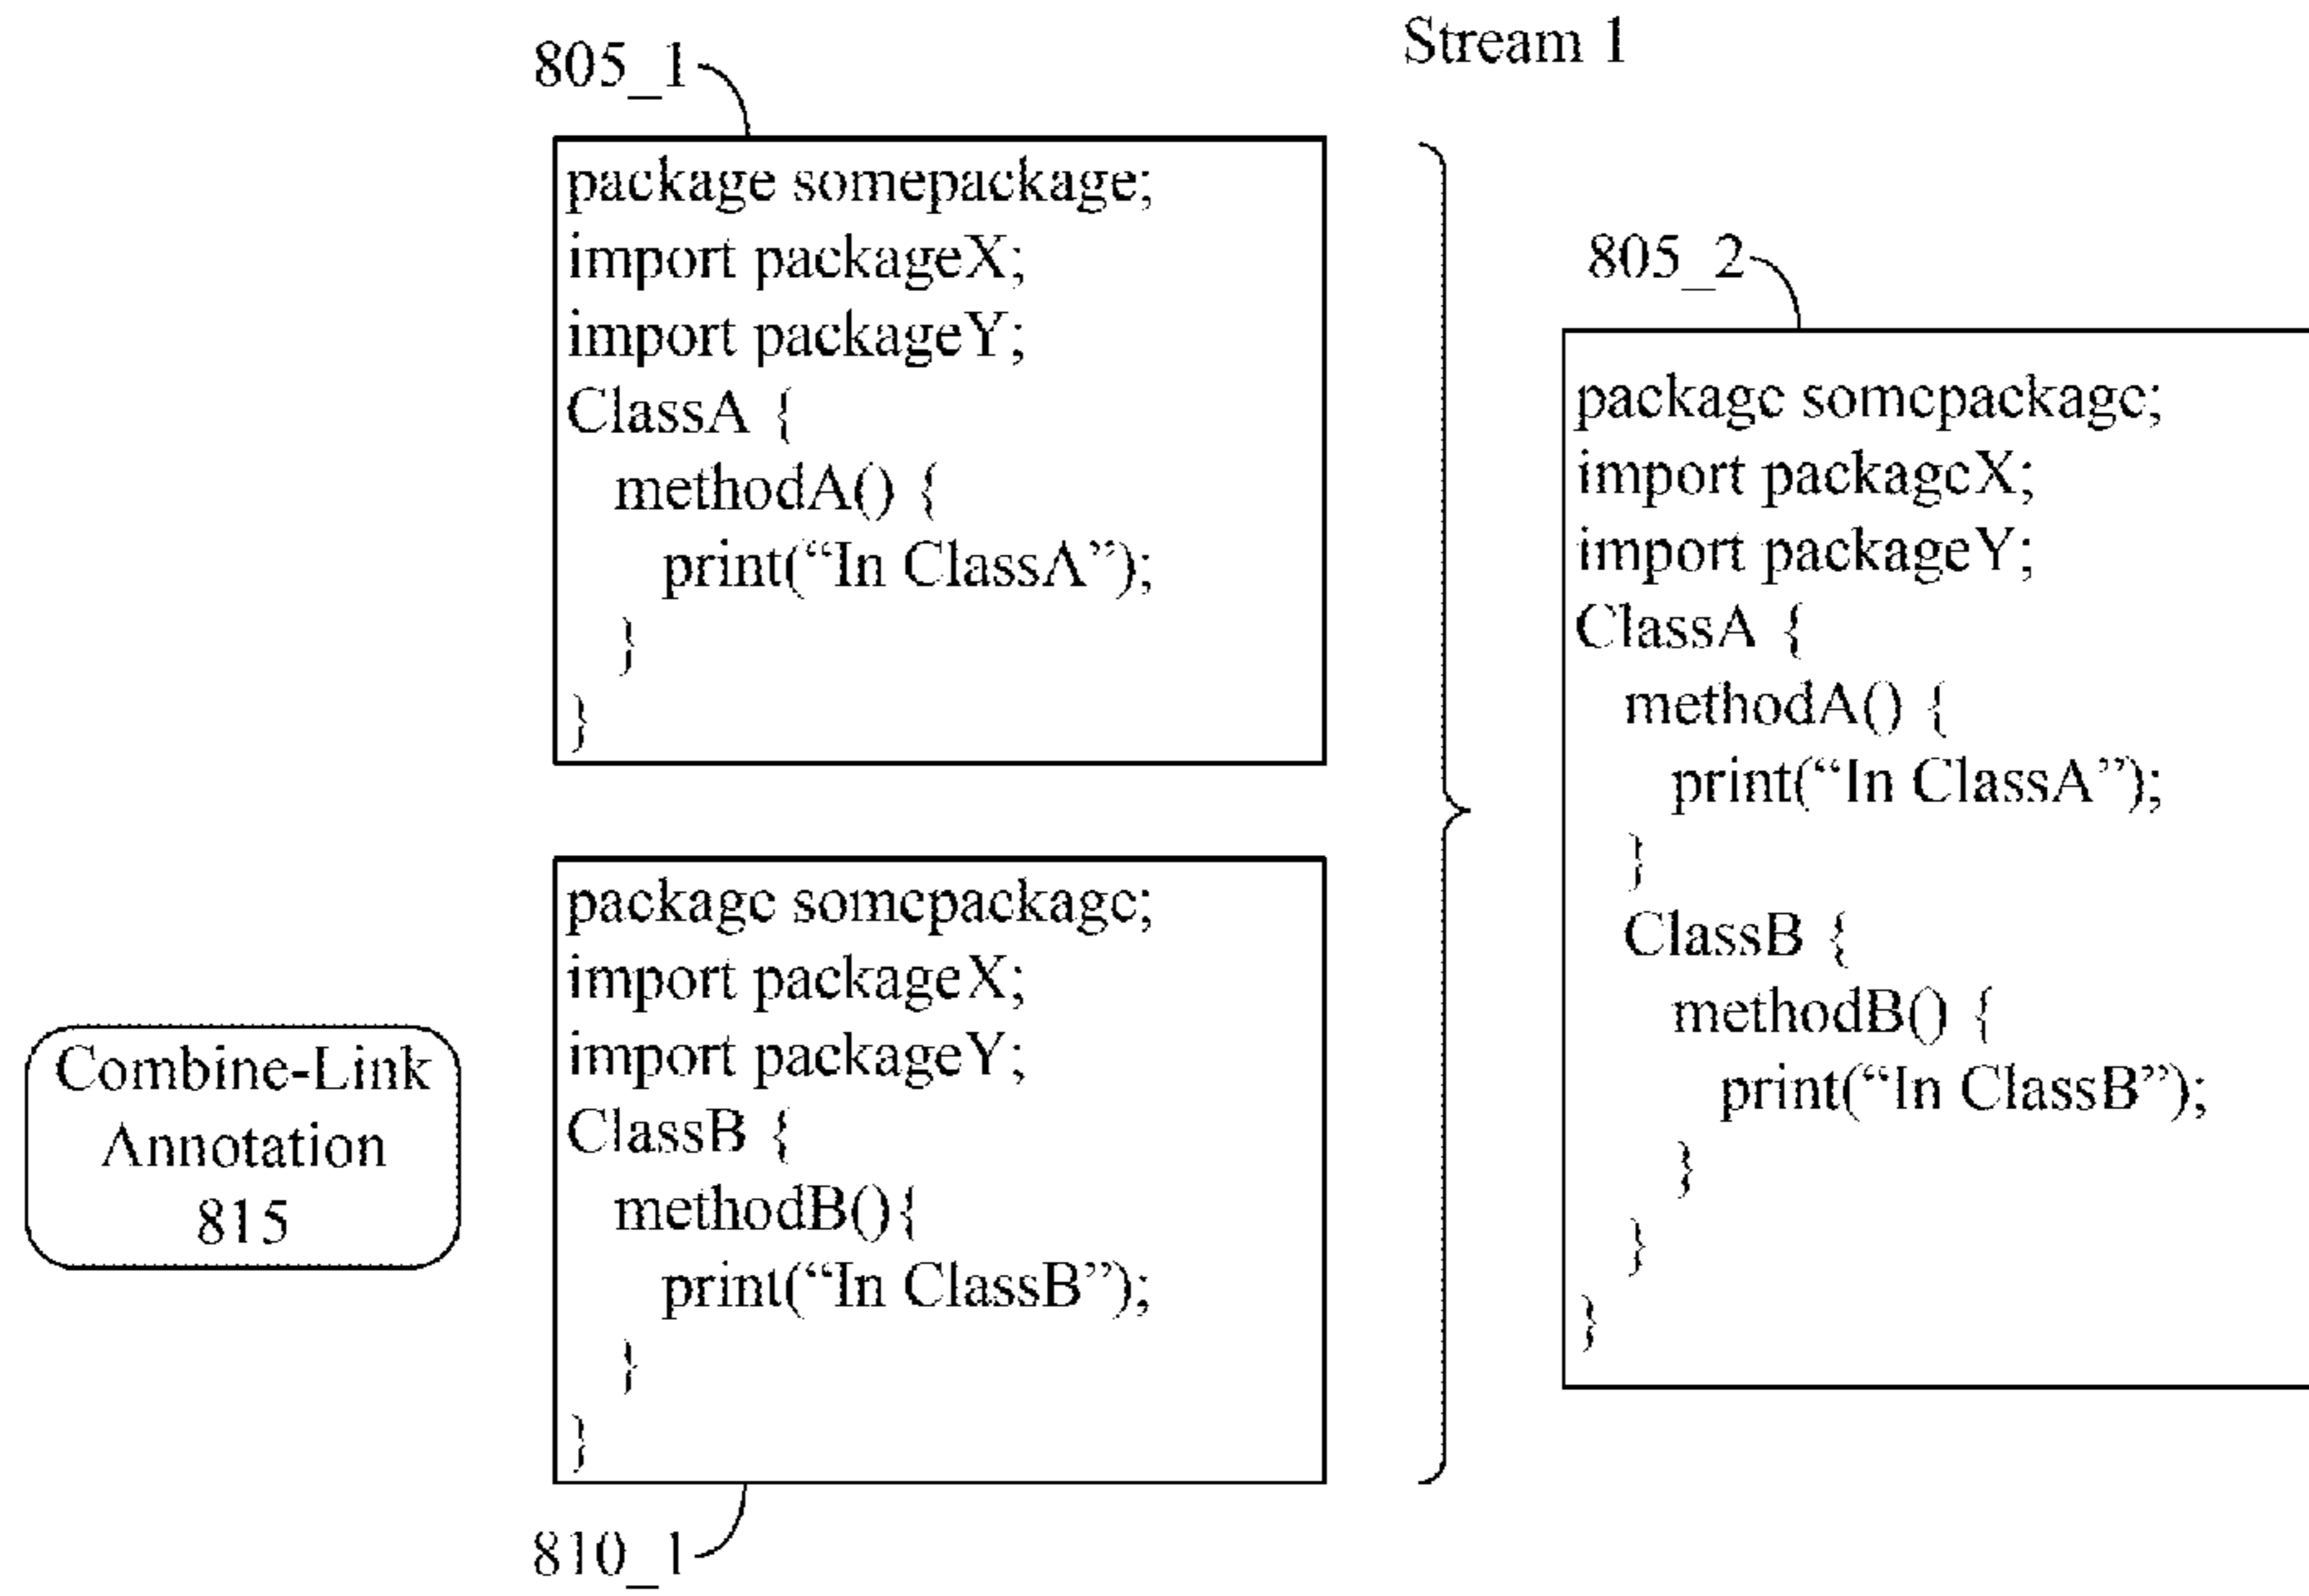 Stream 1
805_1
package somepackage;
import packageX;
import packageY;
ClassA {
methodA() {
print(“In ClassA”);
}
}
Combine-Link
Annotation
815
package somepackage;
import packageX;
import packageY;
ClassB {
methodB(){
print(“In ClassB”);
}
}
810_1
805_2
package somepackage;
import packageX;
import packageY;
ClassA {
methodA() {
print(“In ClassA”);
}
ClassB {
methodB() {
print(“In ClassB”);
}
}
}